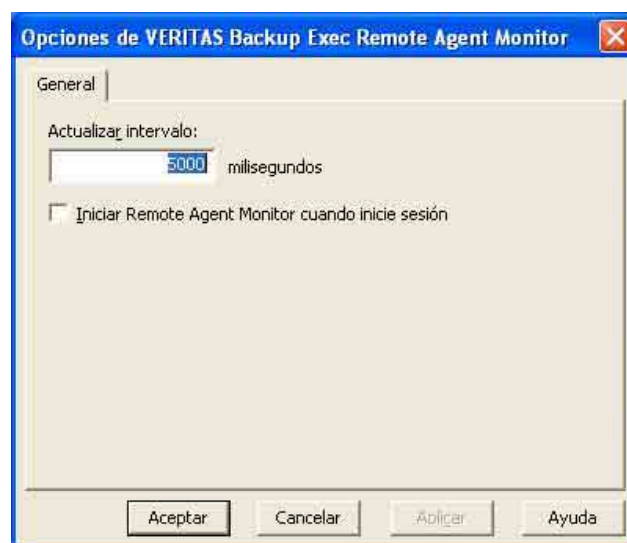 Opciones de VERITAS Backup Exec Remote Agent Monitor
General
Actualizar intervalo:
5000 milisegundos
Iniciar Remote Agent Monitor cuando inicie sesión
Aceptar Cancelar Aplicar Ayuda